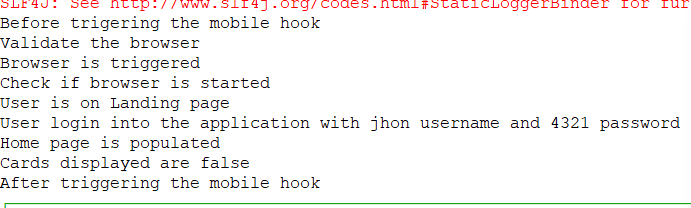 SLF4J: See http://www.slf4j.org/codes.html#StaticLoggerBinder for fur
Before trigering the mobile hook
Validate the browser
Browser is triggered
Check if browser is started
User is on Landing page
User login into the application with jhon username and 4321 password
Home page is populated
Cards displayed are false
After triggering the mobile hook